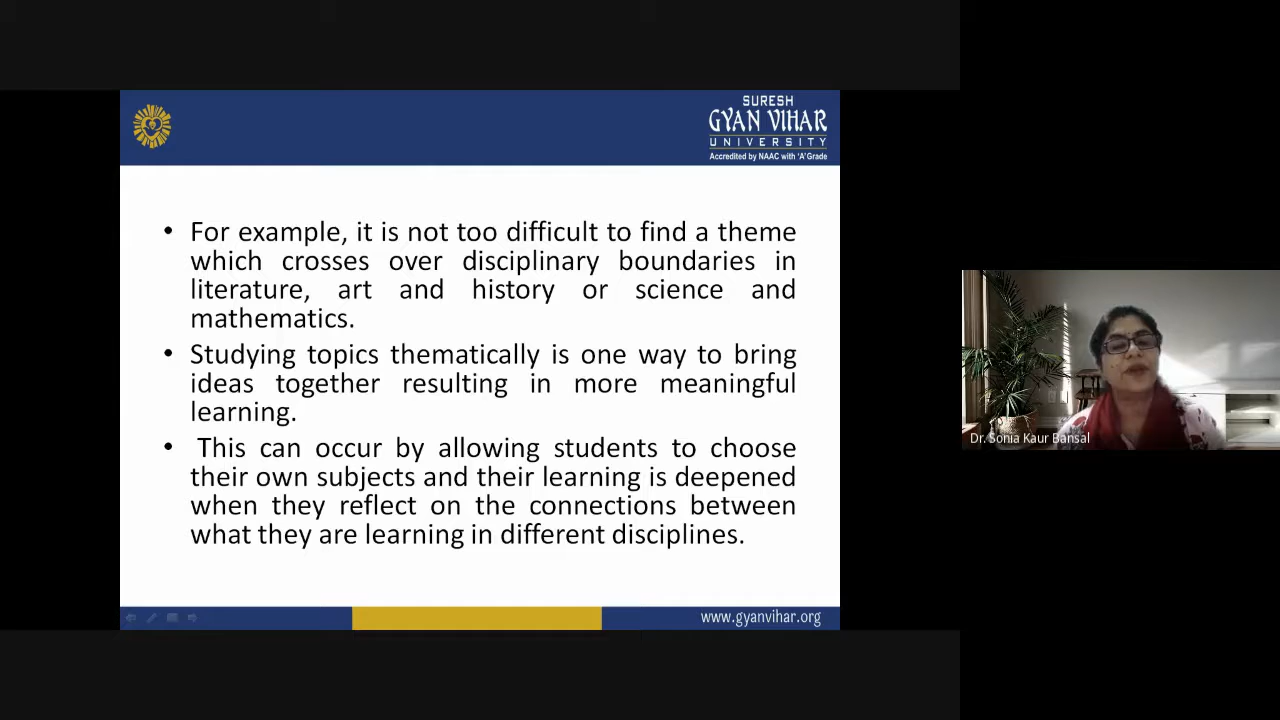 SURESH
GYAN VIHAR
UNIVERSITY
Accredited by NAAC with 'A' Grade
• For example, it is not too difficult to find a theme
which crosses over disciplinary boundaries in
literature, art and history or science and
mathematics.
• Studying topics thematically is one way to bring
ideas together resulting in more meaningful
learning.
• This can occur by allowing students to choose
their own subjects and their learning is deepened
when they reflect on the connections between
what they are learning in different disciplines.
www.gyanvihar.org
Dr. Sonia Kaur Bansal